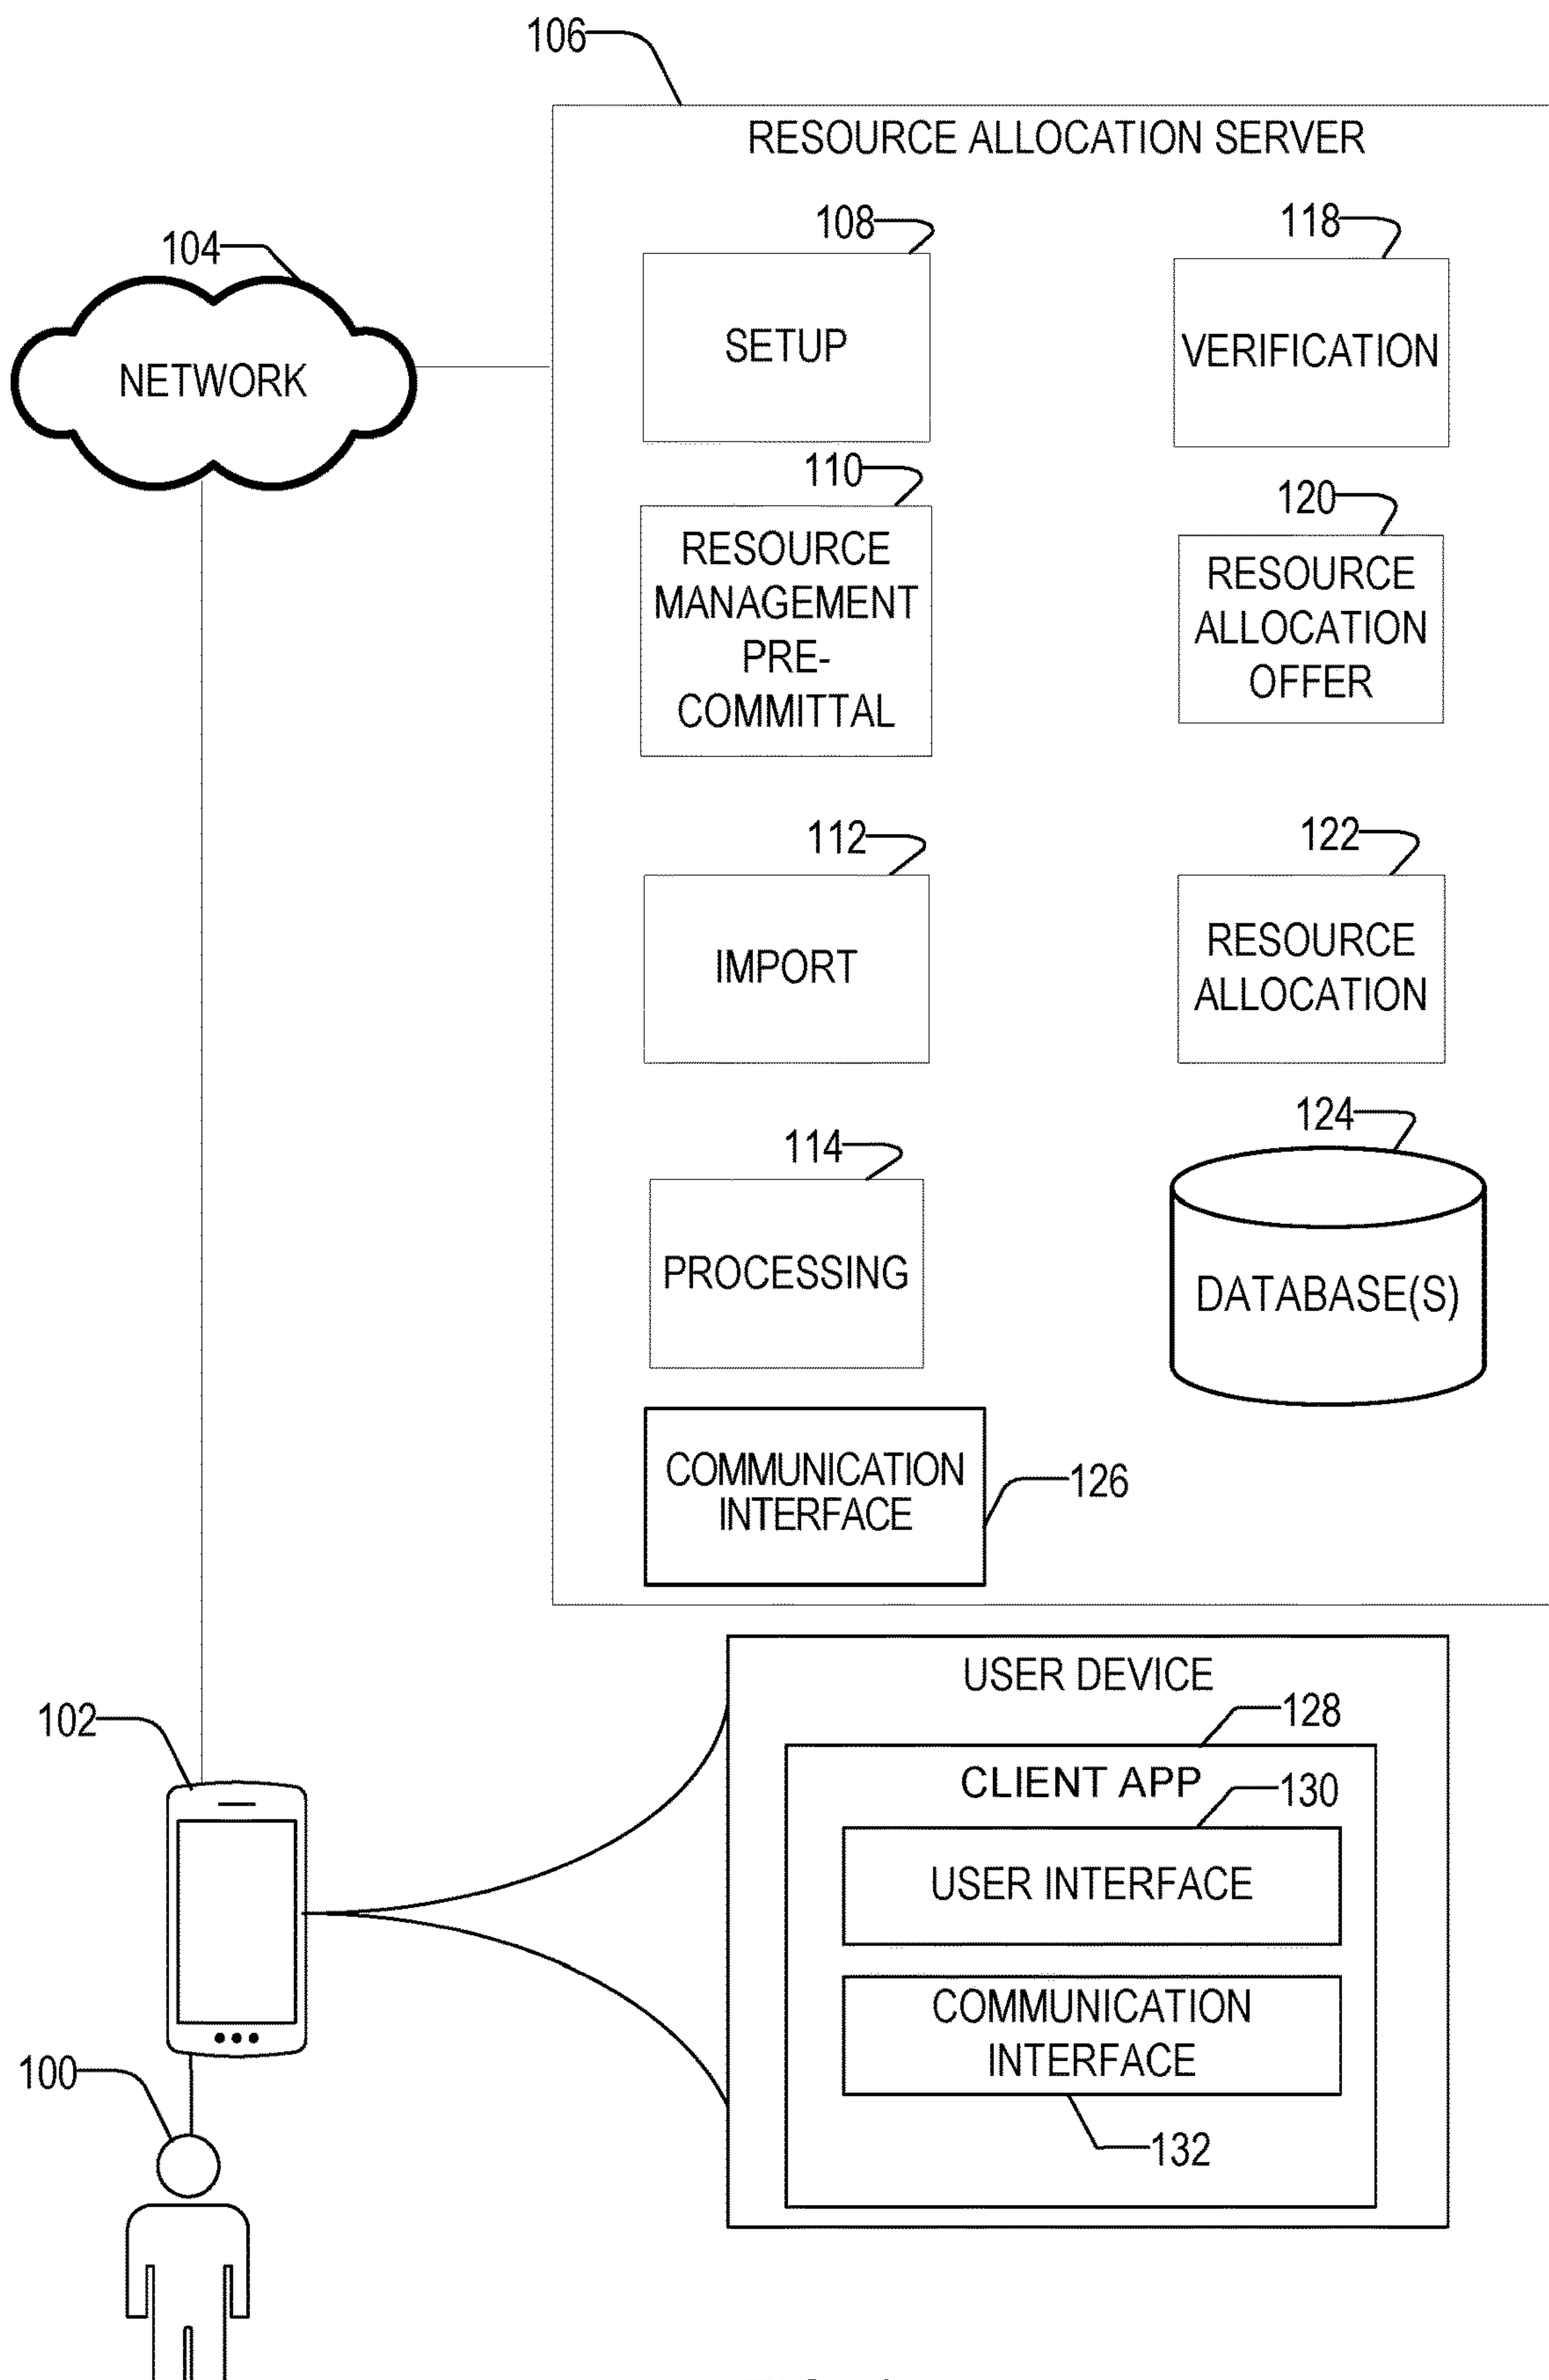 106
RESOURCE ALLOCATION SERVER
104
NETWORK
108
SETUP
118
VERIFICATION
110
RESOURCE
MANAGEMENT
PRE-
COMMITTAL
120
RESOURCE
ALLOCATION
OFFER
112
IMPORT
122
RESOURCE
ALLOCATION
114
PROCESSING
124
DATABASE(S)
COMMUNICATION
INTERFACE
126
102
USER DEVICE
128
CLIENT APP
130
USER INTERFACE
COMMUNICATION
INTERFACE
132
100